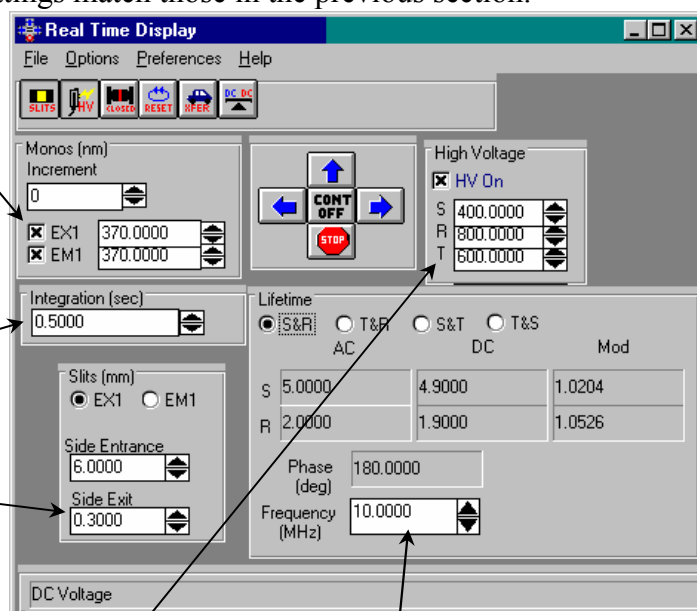 ings match those in the previous section.
Real Time Display
File Options Preferences Help
SLITS HV CLOSED RESET XFER DC DC
Monos (nm)
Increment
0
EX1 370.0000
EM1 370.0000
CONT
OFF
STOP
High Voltage
HV On
S 400.0000
R 800.0000
T 600.0000
Integration (sec)
0.5000
Slits (mm)
EX1 EM1
Side Entrance
6.0000
Side Exit
0.3000
Lifetime
S&R T&R S&T T&S
AC DC Mod
S 5.0000 4.9000 1.0204
R 2.0000 1.9000 1.0526
Phase 180.0000
(deg)
Frequency 10.0000
(MHz)
DC Voltage